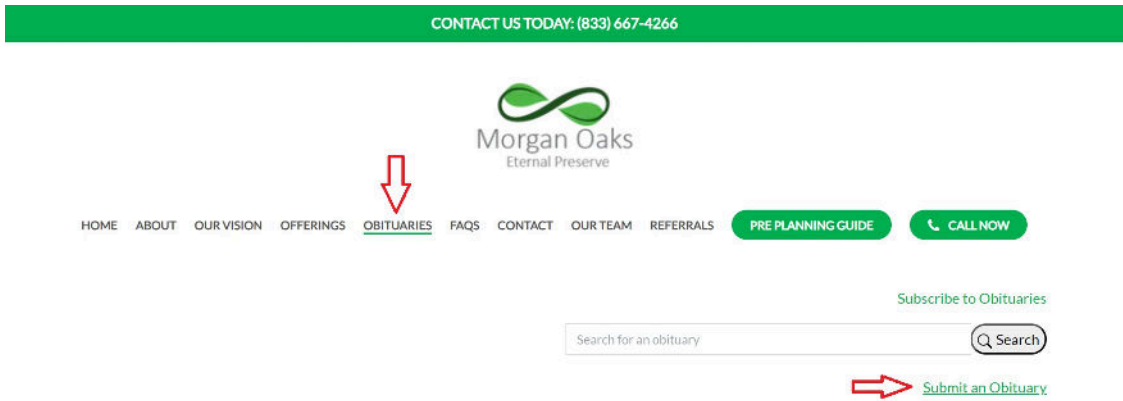 CONTACT US TODAY: (833) 667-4266
Morgan Oaks
Eternal Preserve
HOME ABOUT OUR VISION OFFERINGS OBITUARIES FAQS CONTACT OUR TEAM REFERRALS PRE PLANNING GUIDE CALL NOW
Subscribe to Obituaries
Search for an obituary Search
Submit an Obituary